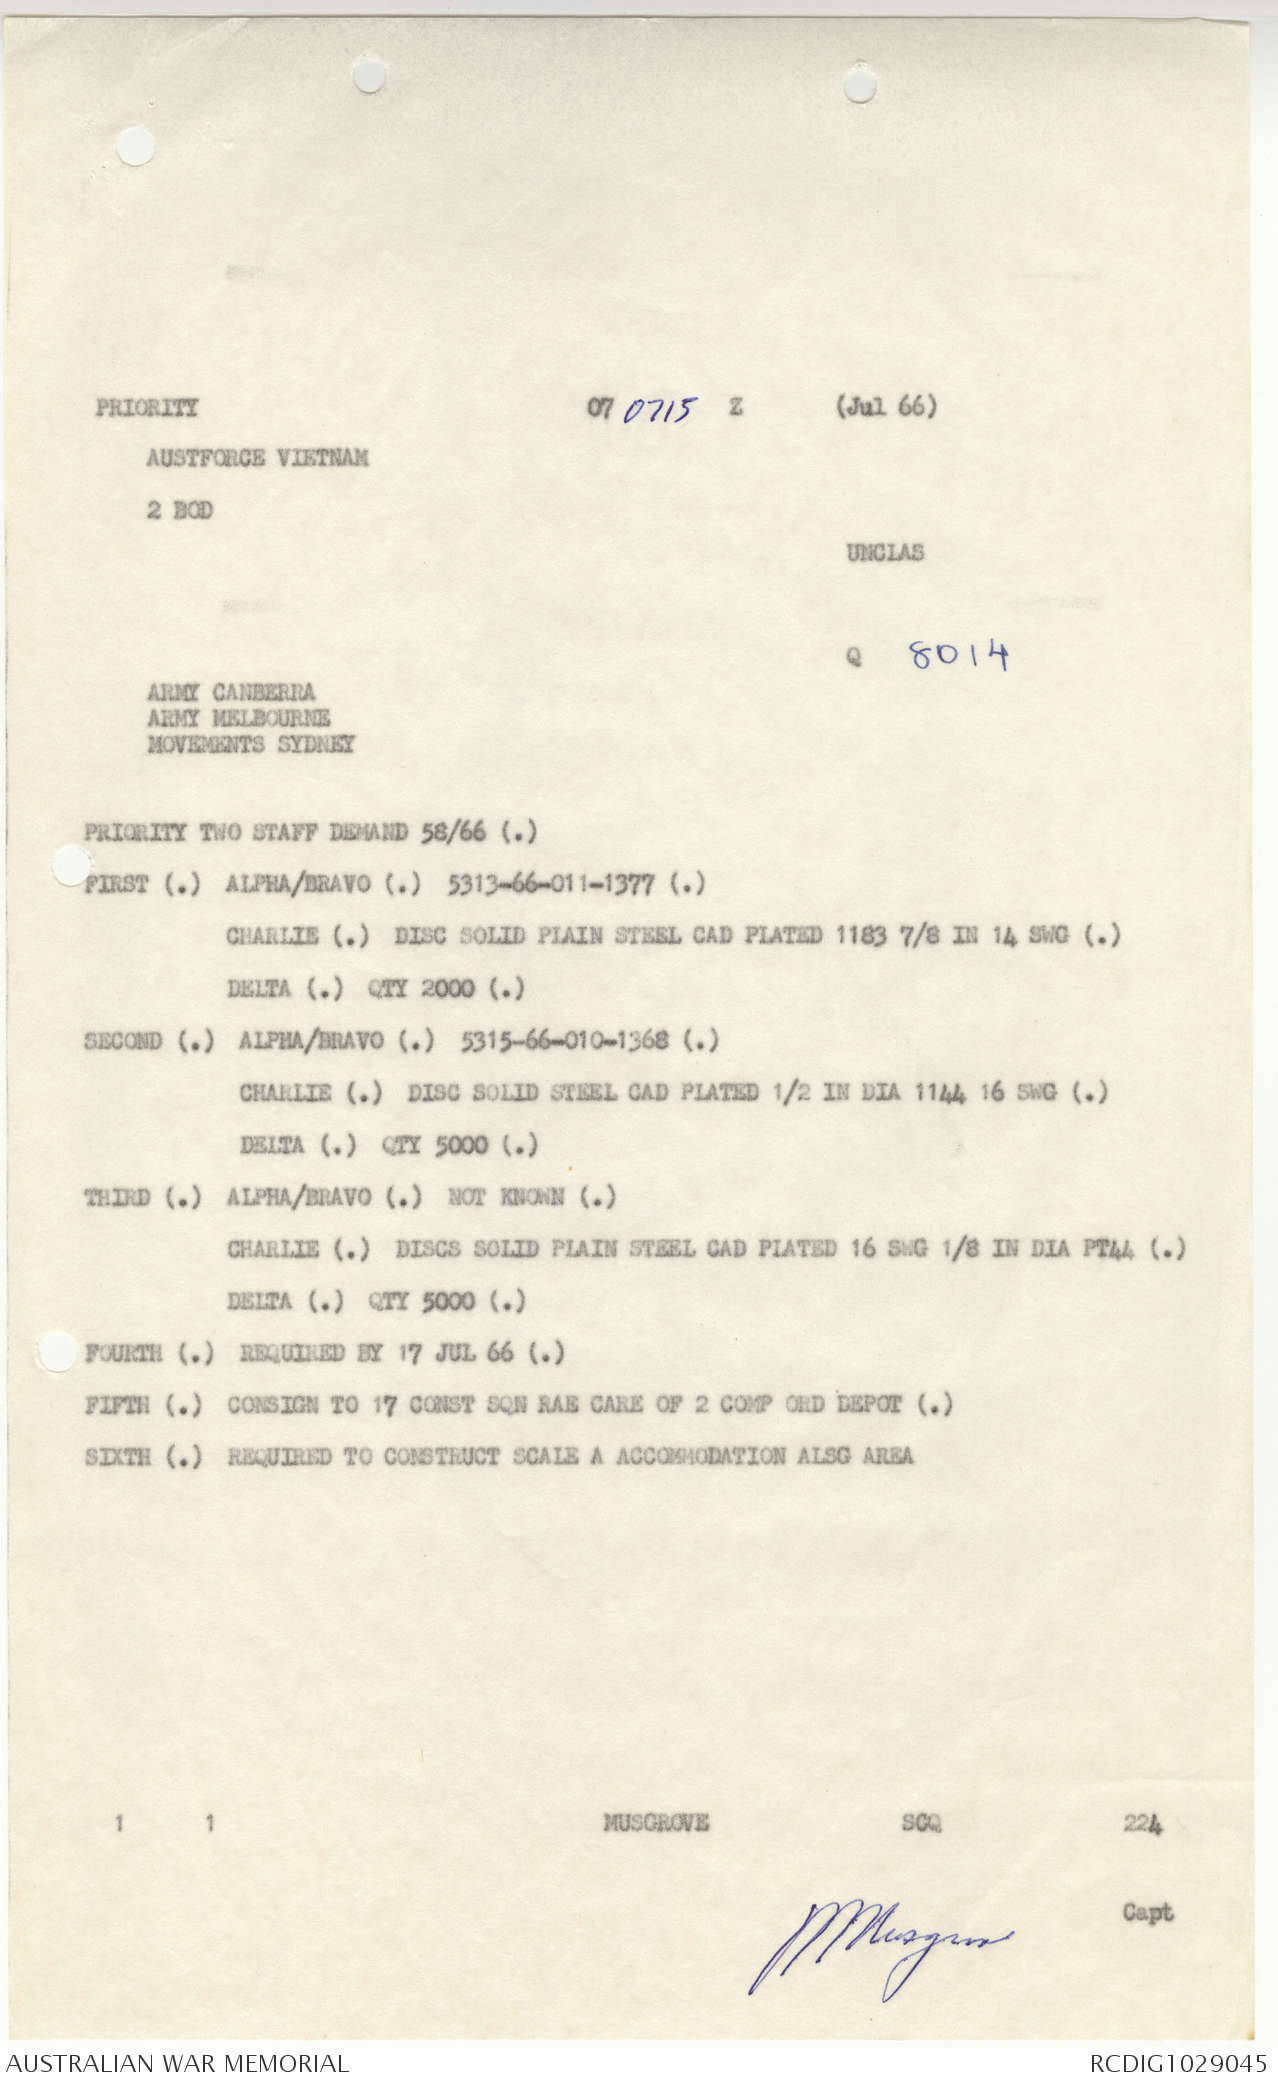 PRIORITY 07 0715 Z (Jul 66)
AUSTFORCE VIETNAM
2 BOD
UNCLAS
Q 8014
ARMY CANBERRA
ARMY MELBOURNE
MOVEMENTS SYDNEY
PRIORITY TWO STAFF DEMAND 58/66 (.)
FIRST (.) ALPHA/BRAVO (.) 5313-66-011-1377 (.)
CHARLIE (.) DISC SOLID PLAIN STEEL CAD PLATED 1183 7/8 IN 14 SWG (.)
DELTA (.) QTY 2000 (.)
SECOND (.) ALPHA/BRAVO (.) 5315-66-010-1368 (.)
CHARLIE (.) DISC SOLID STEEL CAD PLATED 1/2 IN DIA 1144 16 SWG (.)
DELTA (.) QTY 5000 (.)
THIRD (.) ALPHA/BRAVO (.) NOT KNOWN (.)
CHARLIE (.) DISCS SOLID PLAIN STEEL CAD PLATED 16 SWG 1/8 IN DIA PT44 (.)
DELTA (.) QTY 5000 (.)
FOURTH (.) REQUIRED BY 17 JUL 66 (.)
FIFTH (.) CONSIGN TO 17 CONST SQN RAE CARE OF 2 COMP ORD DEPOT (.)
SIXTH (.) REQUIRED TO CONSTRUCT SCALE A ACCOMMODATION ALSG AREA
1 1 MUSGROVE SCQ 224
Capt
Musgrove
AUSTRALIAN WAR MEMORIAL RCDIG1029045